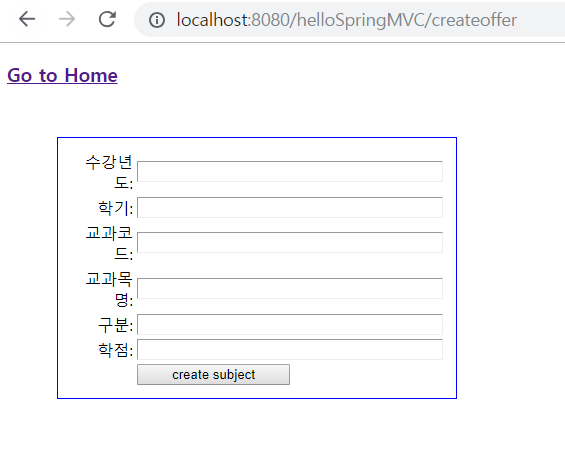 localhost:8080/helloSpringMVC/createoffer
Go to Home
수강년
도:
학기:
교과코
드:
교과목
명:
구분:
학점:
create subject